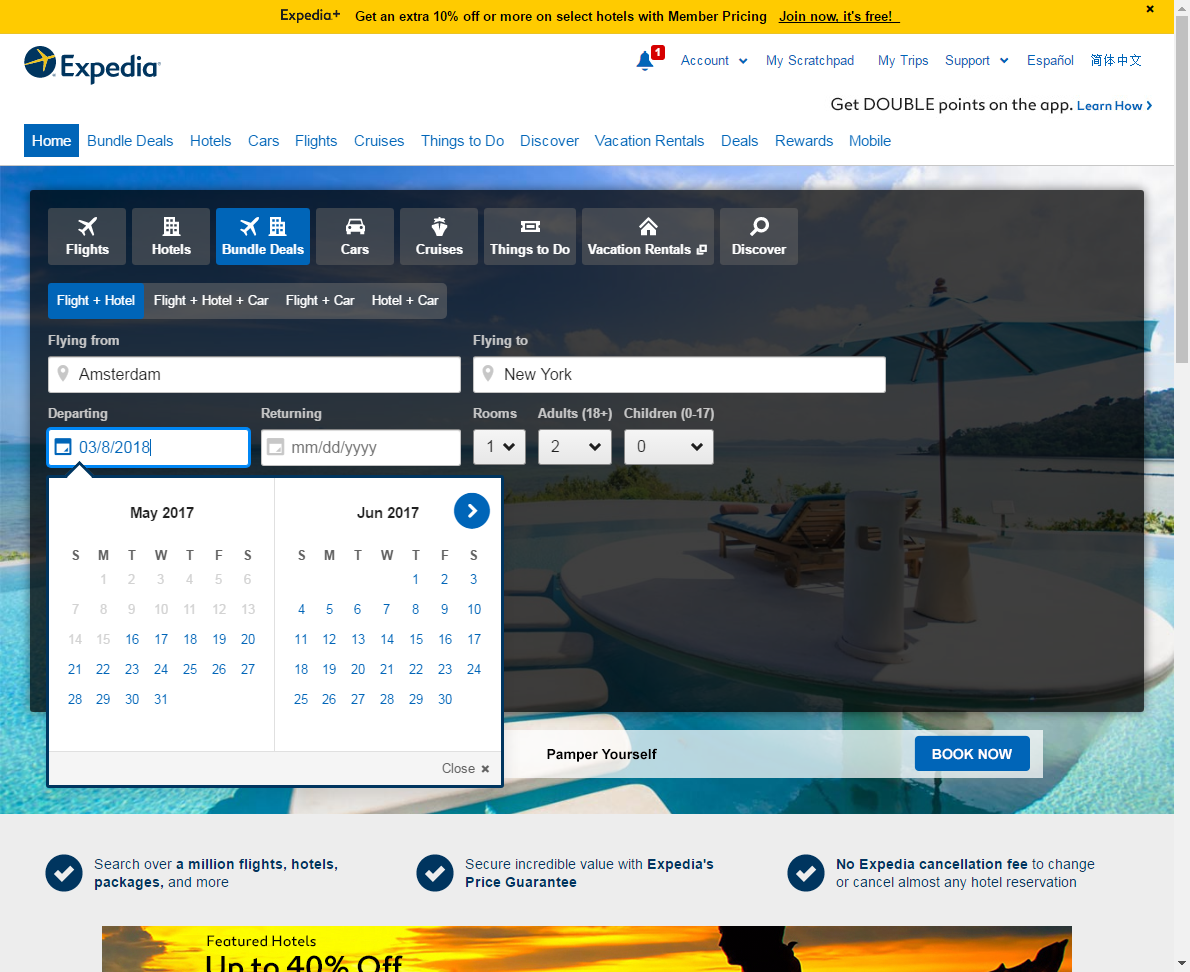 Expedia+ Get an extra 10% off or more on select hotels with Member Pricing Join now, it's free!
Expedia
1 Account My Scratchpad My Trips Support Español 简体中文
Get DOUBLE points on the app. Learn How
Home Bundle Deals Hotels Cars Flights Cruises Things to Do Discover Vacation Rentals Deals Rewards Mobile
Flights Hotels Bundle Deals Cars Cruises Things to Do Vacation Rentals Discover
Flight + Hotel Flight + Hotel + Car Flight + Car Hotel + Car
Flying from Flying to
Amsterdam New York
Departing Returning Rooms Adults (18+) Children (0-17)
03/8/2018 mm/dd/yyyy 1 2 0
May 2017 Jun 2017
S M T W T F S S M T W T F S
1 2 3 4 5 6 1 2 3
7 8 9 10 11 12 13 4 5 6 7 8 9 10
14 15 16 17 18 19 20 11 12 13 14 15 16 17
21 22 23 24 25 26 27 18 19 20 21 22 23 24
28 29 30 31 25 26 27 28 29 30
Pamper Yourself BOOK NOW
Close
Search over a million flights, hotels,
packages, and more
Secure incredible value with Expedia's
Price Guarantee
No Expedia cancellation fee to change
or cancel almost any hotel reservation
Featured Hotels
Up to 40% Off